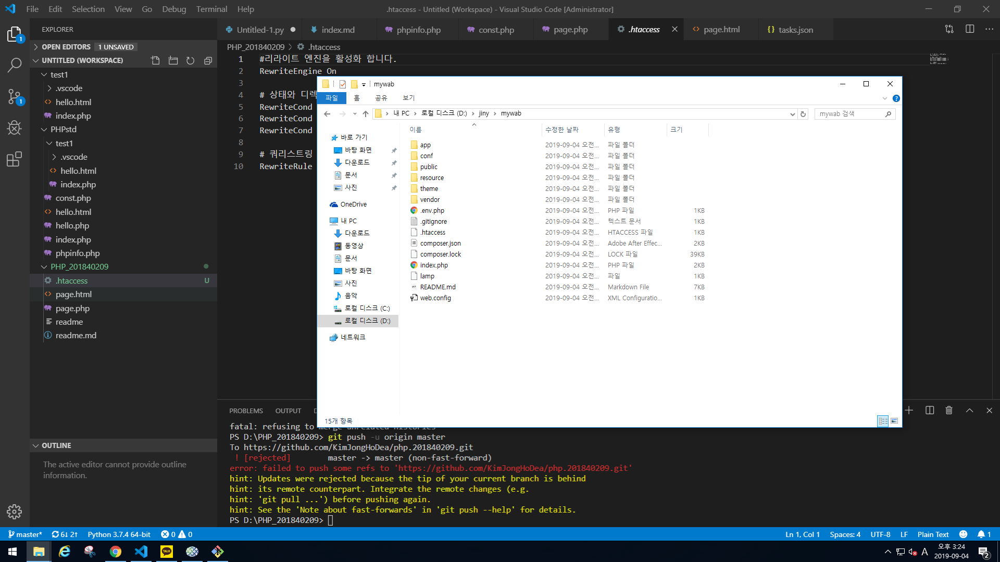 File Edit Selection View Go Debug Terminal Help
.htaccess - Untitled (Workspace) - Visual Studio Code [Administrator]
EXPLORER
OPEN EDITORS 1 UNSAVED
UNTITLED (WORKSPACE)
test1
.vscode
hello.html
index.php
PHPstd
test1
.vscode
hello.html
index.php
const.php
hello.html
hello.php
index.php
phpinfo.php
PHP_201840209
.htaccess U
page.html
page.php
readme
readme.md
OUTLINE
The active editor cannot provide outline
information.
Untitled-1.py index.md phpinfo.php const.php page.php .htaccess page.html tasks.json
PHP_201840209 > .htaccess
1 #리라이트 엔진을 활성화 합니다.
2 RewriteEngine On
3
4 # 상태와 디렉
5 RewriteCond
6 RewriteCond
7 RewriteCond
8
9 # 쿼리스트링
10 RewriteRule
mywab
파일 홈 공유 보기
내 PC > 로컬 디스크 (D:) > jiny > mywab
mywab 검색
바로 가기
바탕 화면
다운로드
문서
사진
OneDrive
내 PC
다운로드
동영상
문서
바탕 화면
사진
음악
로컬 디스크 (C:)
로컬 디스크 (D:)
네트워크
이름 수정한 날짜 유형 크기
app 2019-09-04 오전... 파일 폴더
conf 2019-09-04 오전... 파일 폴더
public 2019-09-04 오전... 파일 폴더
resource 2019-09-04 오전... 파일 폴더
theme 2019-09-04 오전... 파일 폴더
vendor 2019-09-04 오전... 파일 폴더
.env.php 2019-09-04 오전... PHP 파일 1KB
.gitignore 2019-09-04 오전... 텍스트 문서 1KB
.htaccess 2019-09-04 오전... HTACCESS 파일 1KB
composer.json 2019-09-04 오전... Adobe After Effec... 2KB
composer.lock 2019-09-04 오전... LOCK 파일 39KB
index.php 2019-09-04 오전... PHP 파일 2KB
lamp 2019-09-04 오전... 파일 1KB
README.md 2019-09-04 오전... Markdown File 7KB
web.config 2019-09-04 오전... XML Configuratio... 1KB
15개 항목
PROBLEMS OUTPUT D
fatal: refusing to merge unrelated histories
PS D:\PHP_201840209> git push -u origin master
To https://github.com/KimJongHoDea/php.201840209.git
! [rejected] master -> master (non-fast-forward)
error: failed to push some refs to 'https://github.com/KimJongHoDea/php.201840209.git'
hint: Updates were rejected because the tip of your current branch is behind
hint: its remote counterpart. Integrate the remote changes (e.g.
hint: 'git pull ...') before pushing again.
hint: See the 'Note about fast-forwards' in 'git push --help' for details.
PS D:\PHP_201840209>
master* 6↓ 2↑ Python 3.7.4 64-bit 0 0 Ln 1, Col 1 Spaces: 4 UTF-8 LF Plain Text 1
TALK
A 오후 3:24
2019-09-04
2